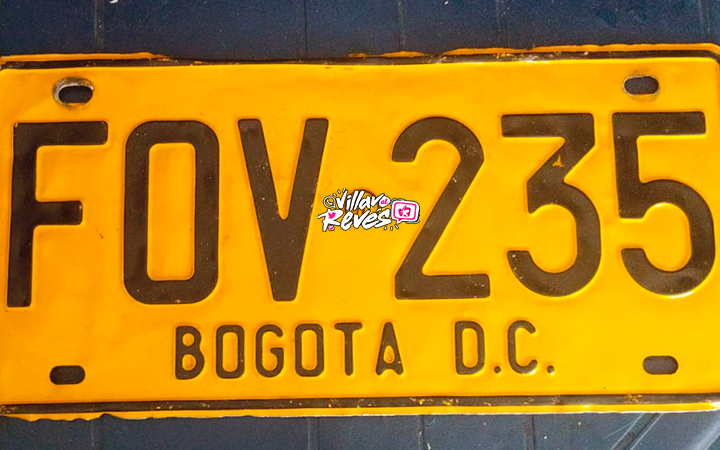 FOV 235
Villavo al
Revés
BOGOTA D.C.